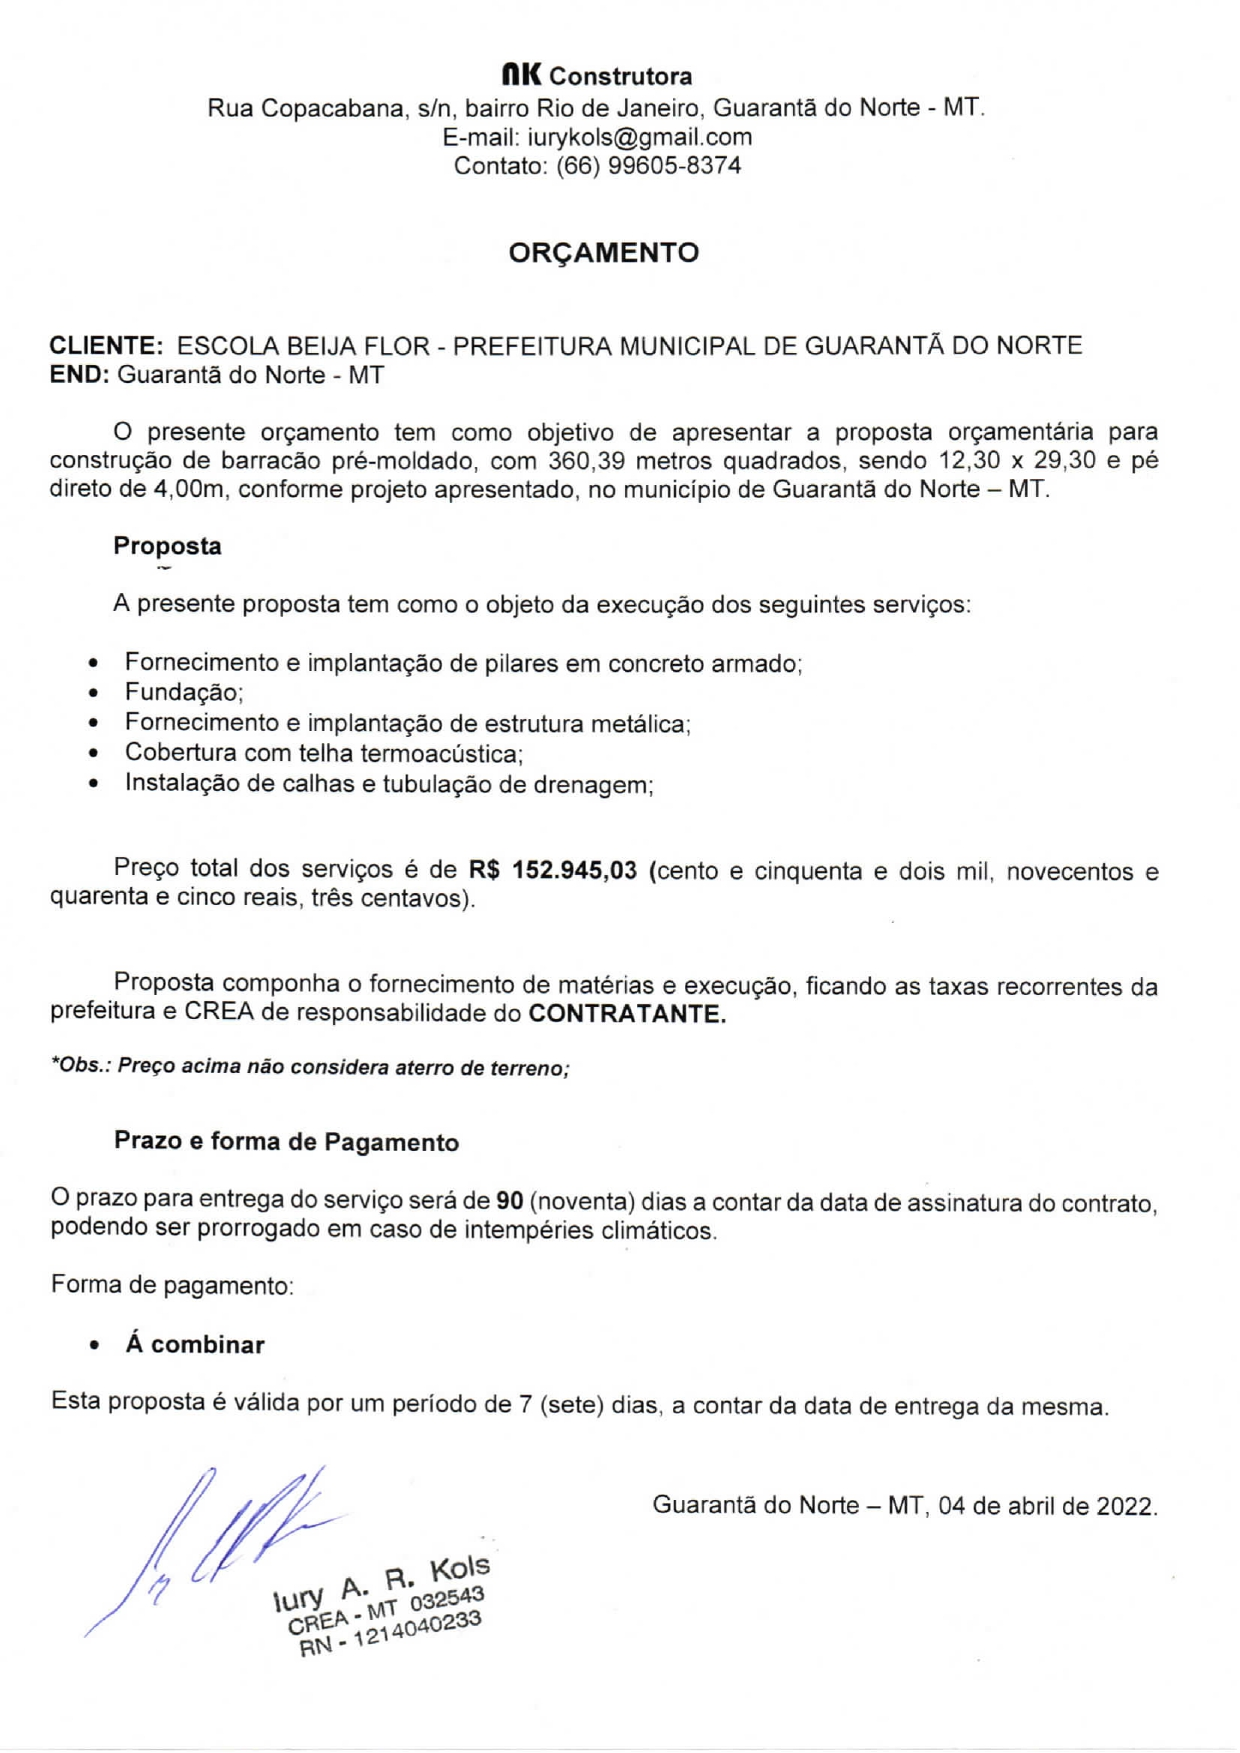 NK Construtora
Rua Copacabana, s/n, bairro Rio de Janeiro, Guarantã do Norte - MT.
E-mail: iurykols@gmail.com
Contato: (66) 99605-8374
ORÇAMENTO
CLIENTE: ESCOLA BEIJA FLOR - PREFEITURA MUNICIPAL DE GUARANTÃ DO NORTE
END: Guarantã do Norte - MT
O presente orçamento tem como objetivo de apresentar a proposta orçamentária para
construção de barracão pré-moldado, com 360,39 metros quadrados, sendo 12,30 x 29,30 e pé
direto de 4,00m, conforme projeto apresentado, no município de Guarantã do Norte – MT.
Proposta
A presente proposta tem como o objeto da execução dos seguintes serviços:
• Fornecimento e implantação de pilares em concreto armado;
• Fundação;
• Fornecimento e implantação de estrutura metálica;
• Cobertura com telha termoacústica;
• Instalação de calhas e tubulação de drenagem;
Preço total dos serviços é de R$ 152.945,03 (cento e cinquenta e dois mil, novecentos e
quarenta e cinco reais, três centavos).
Proposta componha o fornecimento de matérias e execução, ficando as taxas recorrentes da
prefeitura e CREA de responsabilidade do CONTRATANTE.
*Obs.: Preço acima não considera aterro de terreno;
Prazo e forma de Pagamento
O prazo para entrega do serviço será de 90 (noventa) dias a contar da data de assinatura do contrato,
podendo ser prorrogado em caso de intempéries climáticos.
Forma de pagamento:
• Á combinar
Esta proposta é válida por um período de 7 (sete) dias, a contar da data de entrega da mesma.
Guarantã do Norte – MT, 04 de abril de 2022.
Iury A. R. Kols
CREA - MT 032543
RN - 1214040233